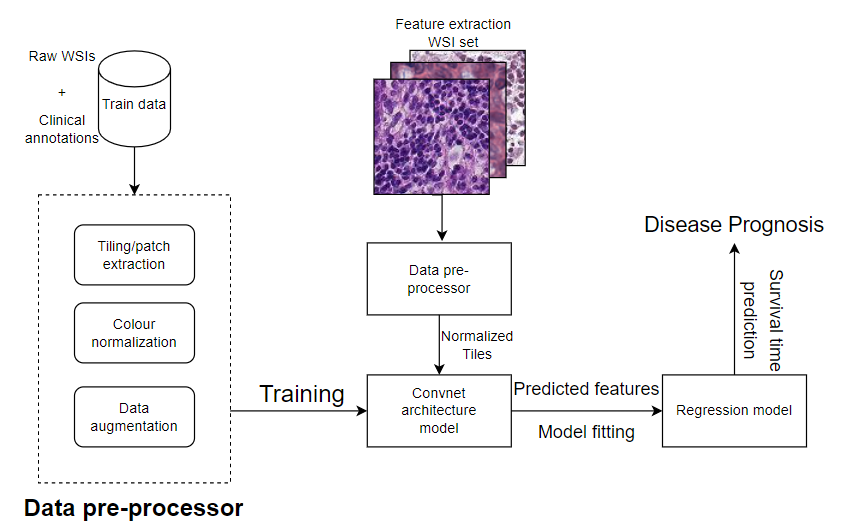 Raw WSIs
+
Clinical
annotations
Train data
Feature extraction
WSI set
Tiling/patch
extraction
Colour
normalization
Data
augmentation
Data pre-processor
Training
Data pre-
processor
Normalized
Tiles
Convnet
architecture
model
Predicted features
Model fitting
Regression model
Survival time
prediction
Disease Prognosis